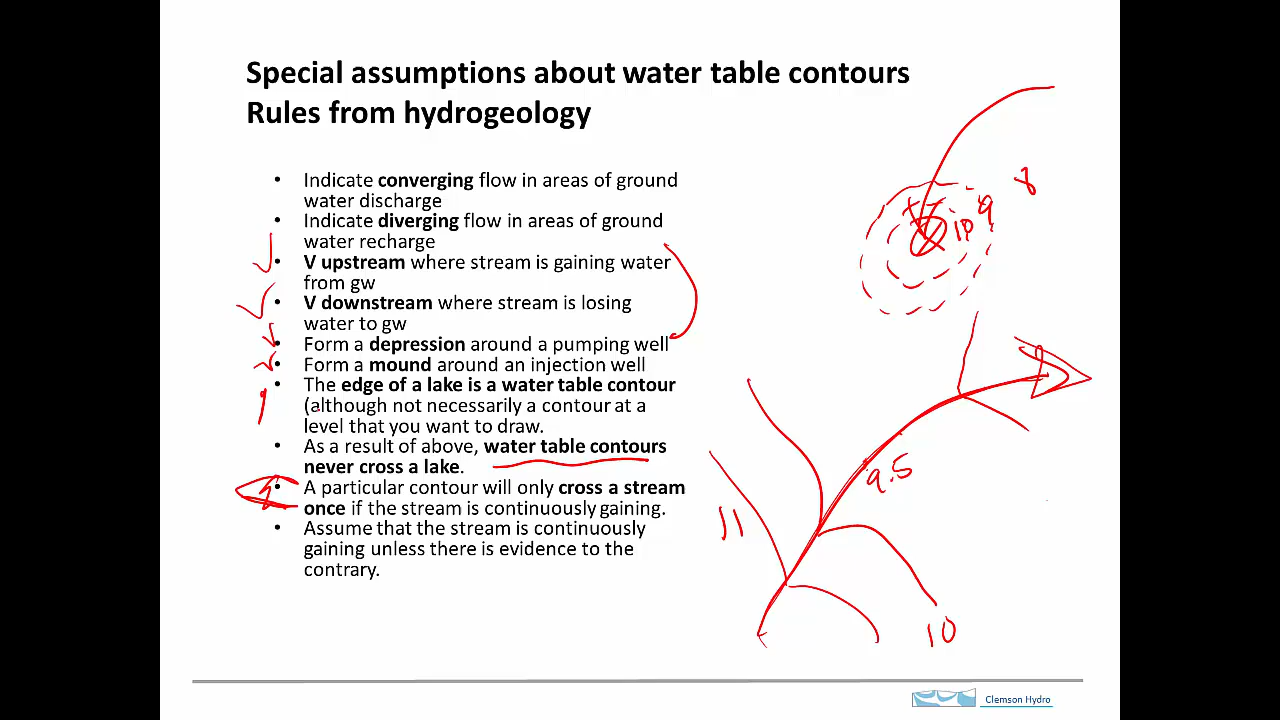 Special assumptions about water table contours
Rules from hydrogeology
• Indicate converging flow in areas of ground
water discharge
• Indicate diverging flow in areas of ground
water recharge
• V upstream where stream is gaining water
from gw
• V downstream where stream is losing
water to gw
• Form a depression around a pumping well
• Form a mound around an injection well
• The edge of a lake is a water table contour
(although not necessarily a contour at a
level that you want to draw.
• As a result of above, water table contours
never cross a lake.
• A particular contour will only cross a stream
once if the stream is continuously gaining.
• Assume that the stream is continuously
gaining unless there is evidence to the
contrary.
8
9
10
9.5
11
10
Clemson Hydro